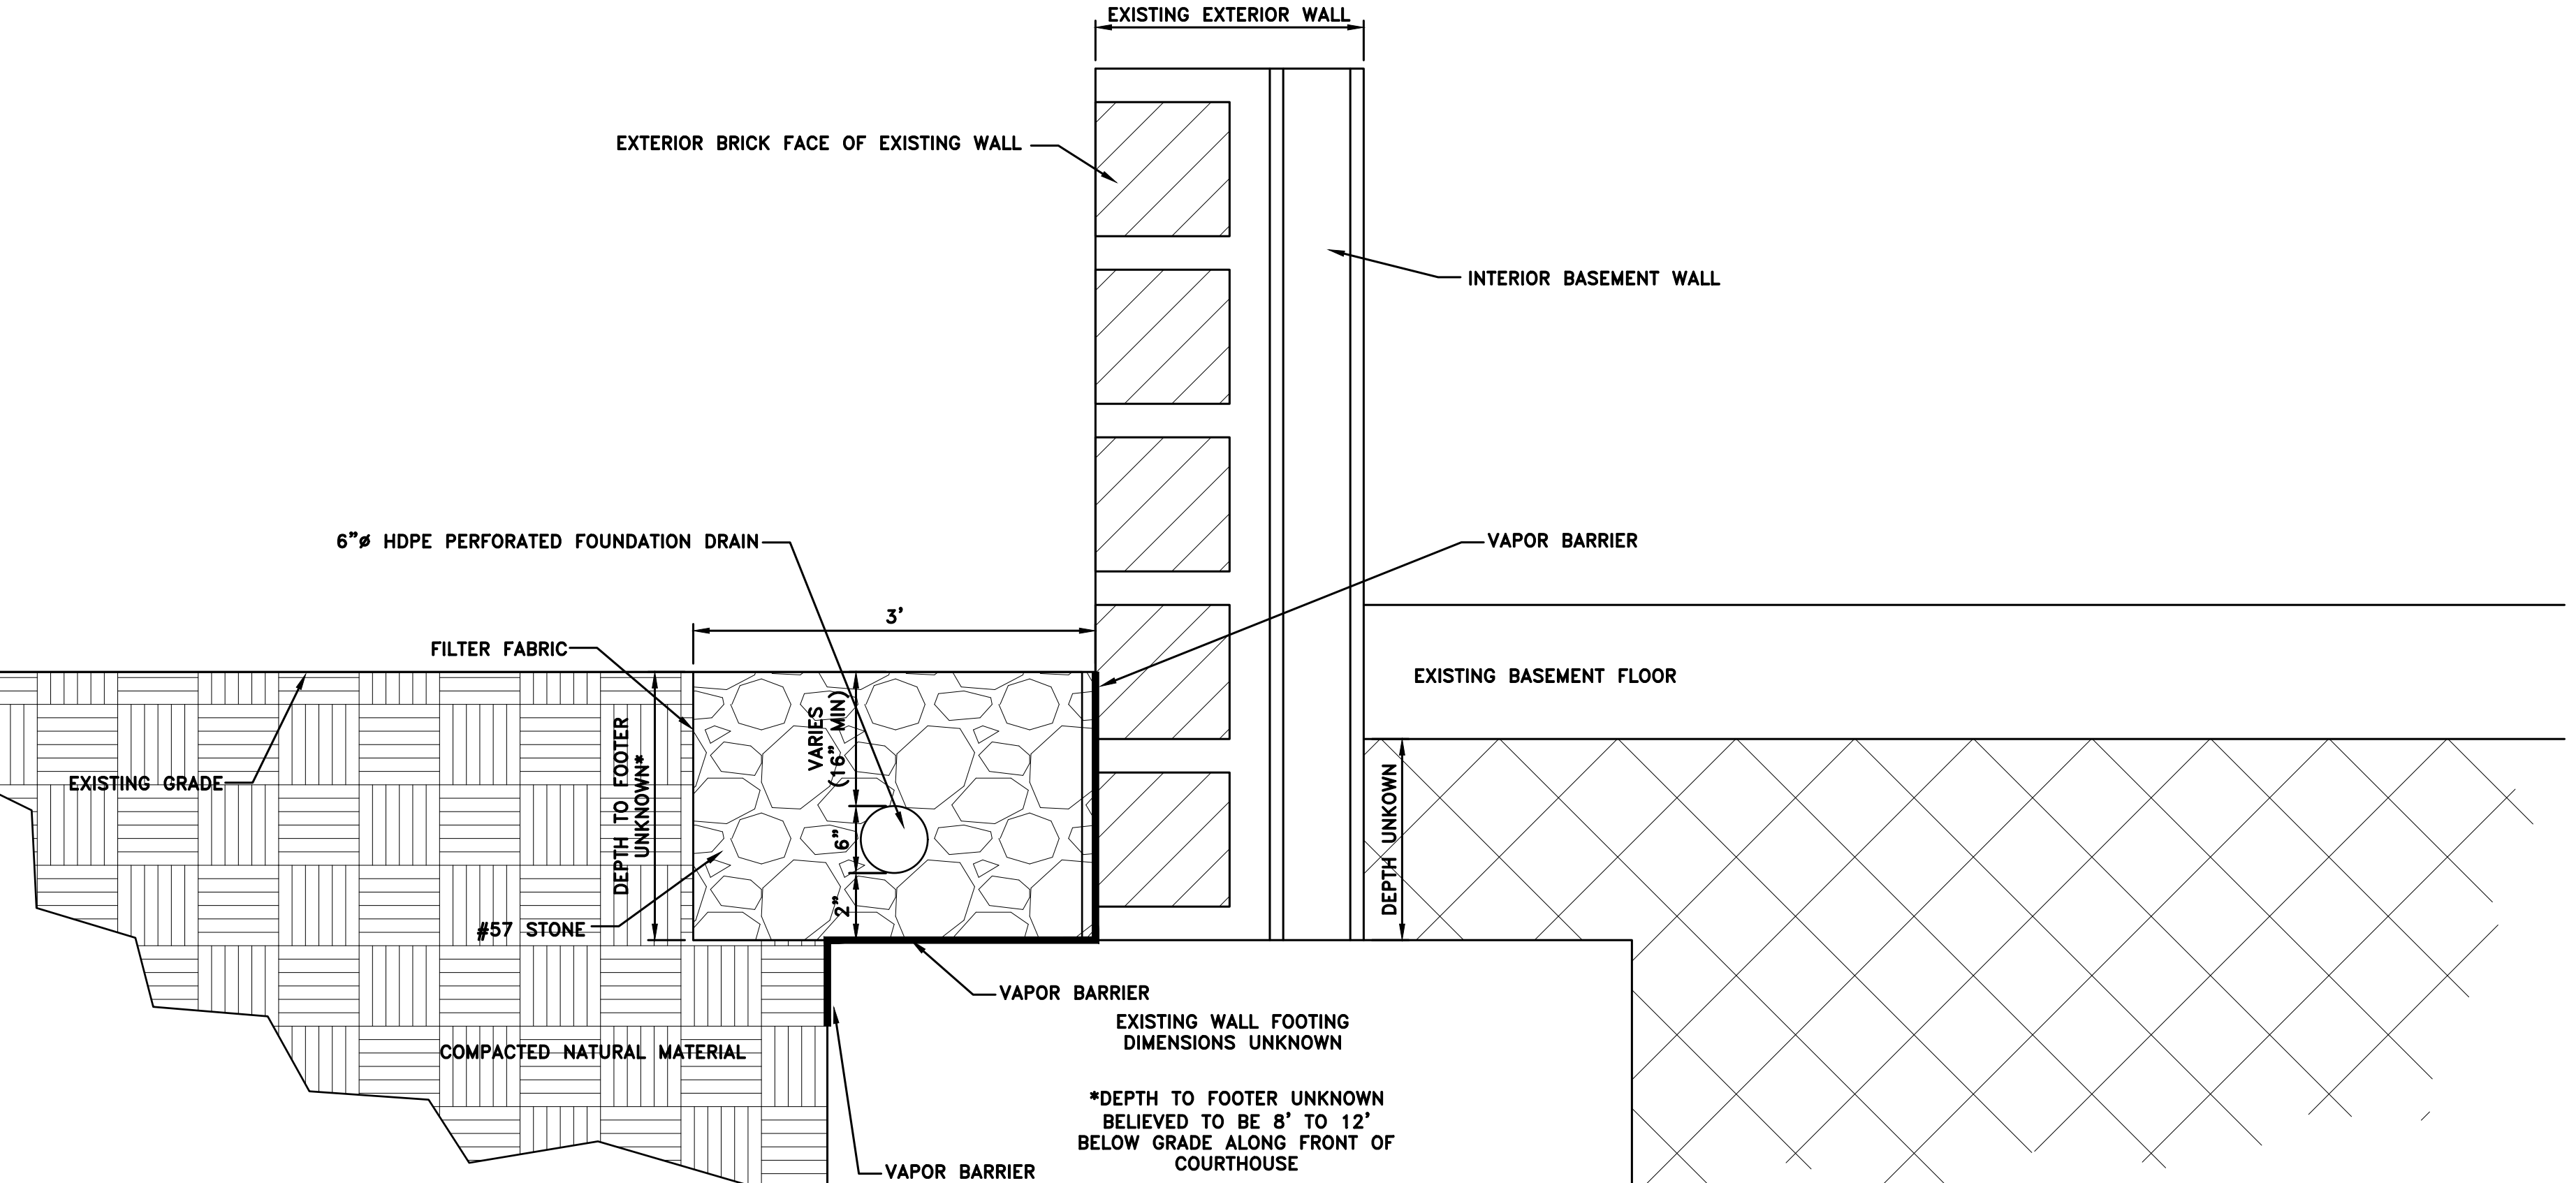 EXISTING EXTERIOR WALL
EXTERIOR BRICK FACE OF EXISTING WALL
INTERIOR BASEMENT WALL
6"ø HDPE PERFORATED FOUNDATION DRAIN
VAPOR BARRIER
3'
FILTER FABRIC
EXISTING BASEMENT FLOOR
EXISTING GRADE
DEPTH TO FOOTER
UNKNOWN*
VARIES
(16" MIN)
6"
2"
DEPTH UNKOWN
#57 STONE
VAPOR BARRIER
EXISTING WALL FOOTING
DIMENSIONS UNKNOWN
COMPACTED NATURAL MATERIAL
*DEPTH TO FOOTER UNKNOWN
BELIEVED TO BE 8' TO 12'
BELOW GRADE ALONG FRONT OF
COURTHOUSE
VAPOR BARRIER